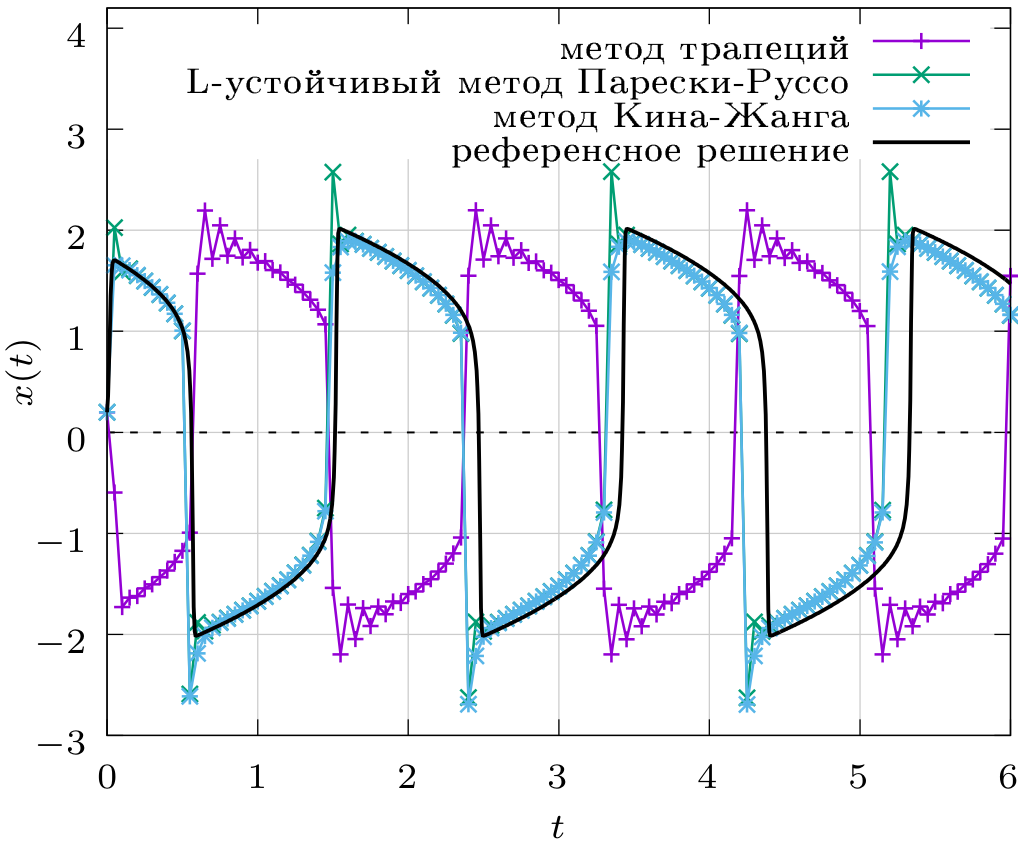 метод трапеций
L-устойчивый метод Парески-Руссо
метод Кина-Жанга
референсное решение
4
3
2
1
0
−1
−2
−3
x(t)
0 1 2 3 4 5 6
t